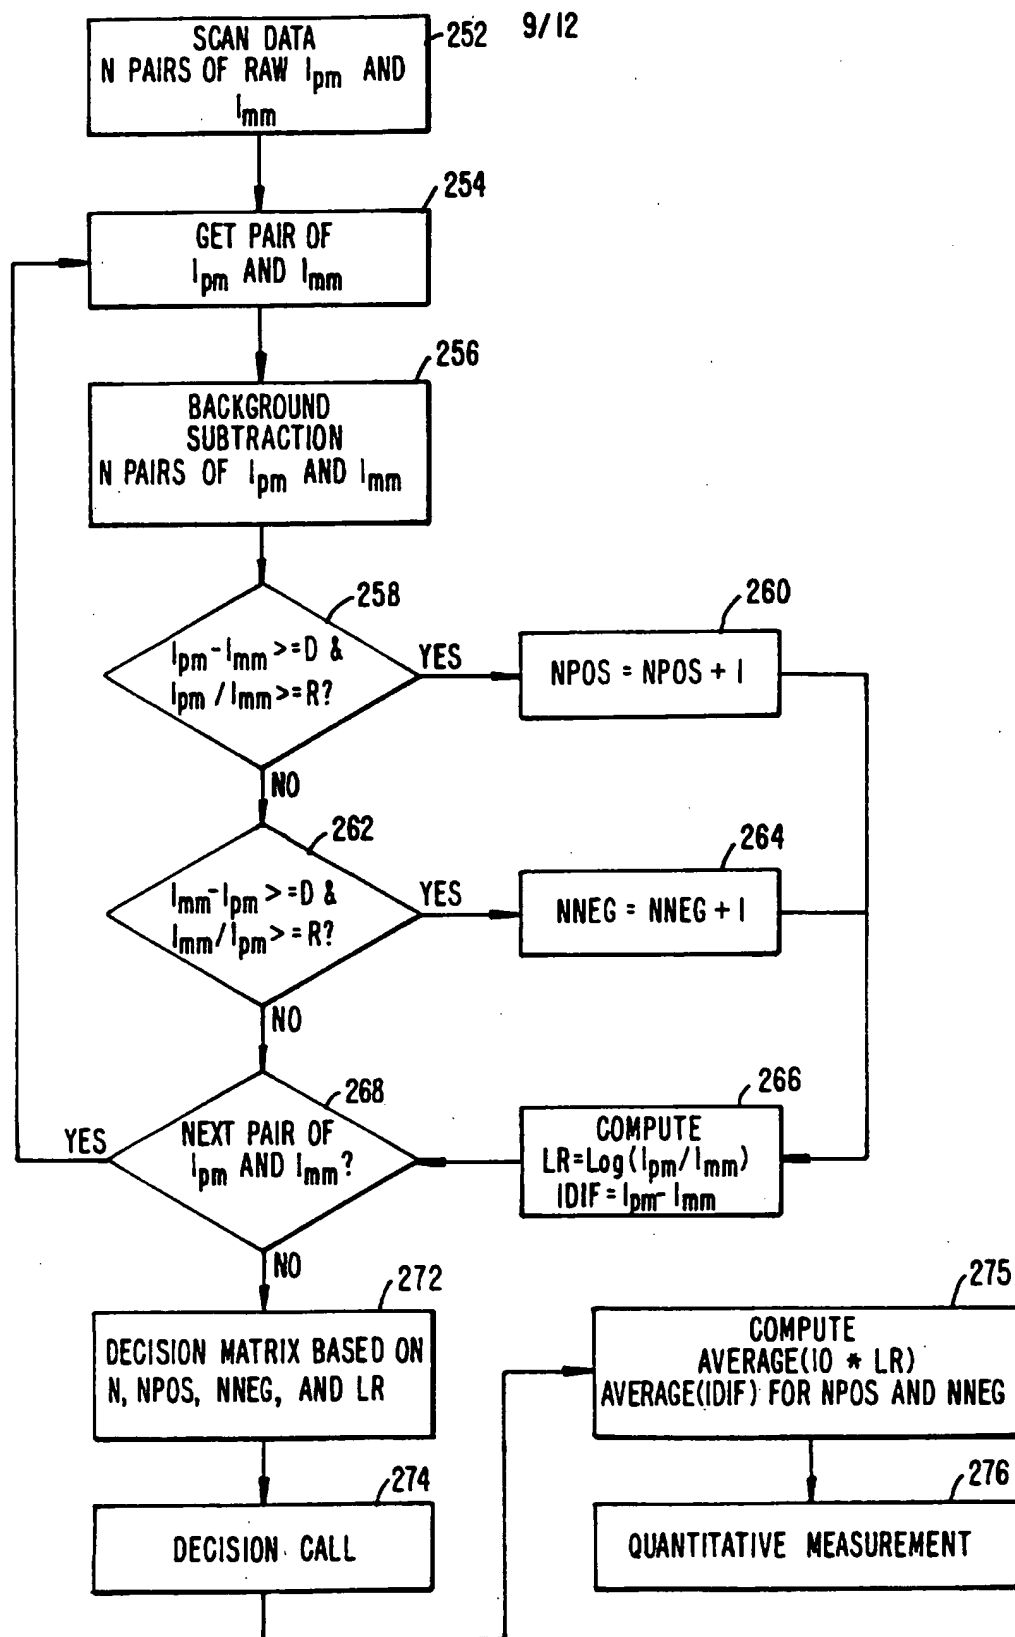 9/12
252
SCAN DATA
N PAIRS OF RAW Ipm AND
Imm
254
GET PAIR OF
Ipm AND Imm
256
BACKGROUND
SUBTRACTION
N PAIRS OF Ipm AND Imm
258
Ipm-Imm >=D &
Ipm / Imm>=R?
YES
260
NPOS = NPOS + 1
NO
262
Imm-Ipm >=D &
Imm/Ipm>=R?
YES
264
NNEG = NNEG + 1
NO
268
NEXT PAIR OF
Ipm AND Imm?
YES
266
COMPUTE
LR=Log(Ipm/Imm)
IDIF=Ipm-Imm
NO
272
DECISION MATRIX BASED ON
N, NPOS, NNEG, AND LR
274
DECISION CALL
275
COMPUTE
AVERAGE(10 * LR)
AVERAGE(IDIF) FOR NPOS AND NNEG
276
QUANTITATIVE MEASUREMENT